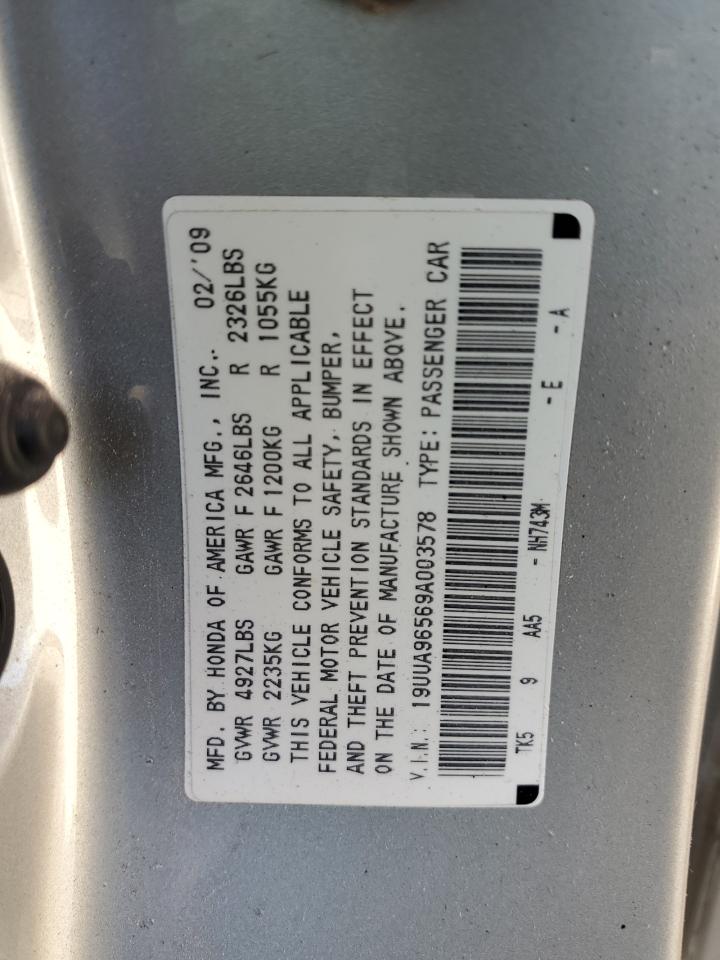 MFD. BY HONDA OF AMERICA MFG., INC. 02/'09
GVWR 4927LBS GAWR F 2646LBS R 2326LBS
GVWR 2235KG GAWR F 1200KG R 1055KG
THIS VEHICLE CONFORMS TO ALL APPLICABLE
FEDERAL MOTOR VEHICLE SAFETY, BUMPER,
AND THEFT PREVENTION STANDARDS IN EFFECT
ON THE DATE OF MANUFACTURE SHOWN ABOVE.
V.I.N.: 19UUA96569A003578 TYPE: PASSENGER CAR
TK5 9 AA5 - NH743M - E - A